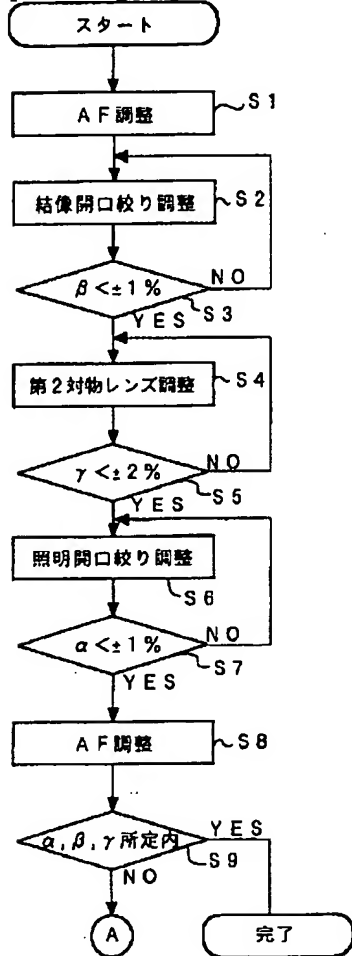 スタート
AF調整 S1
結像開口絞り調整 S2
β<±1% NO
S3
YES
第2対物レンズ調整 S4
γ<±2% NO
S5
YES
照明開口絞り調整
S6
α<±1% NO
S7
YES
AF調整 S8
α,β,γ所定内 YES
S9
NO
A 完了